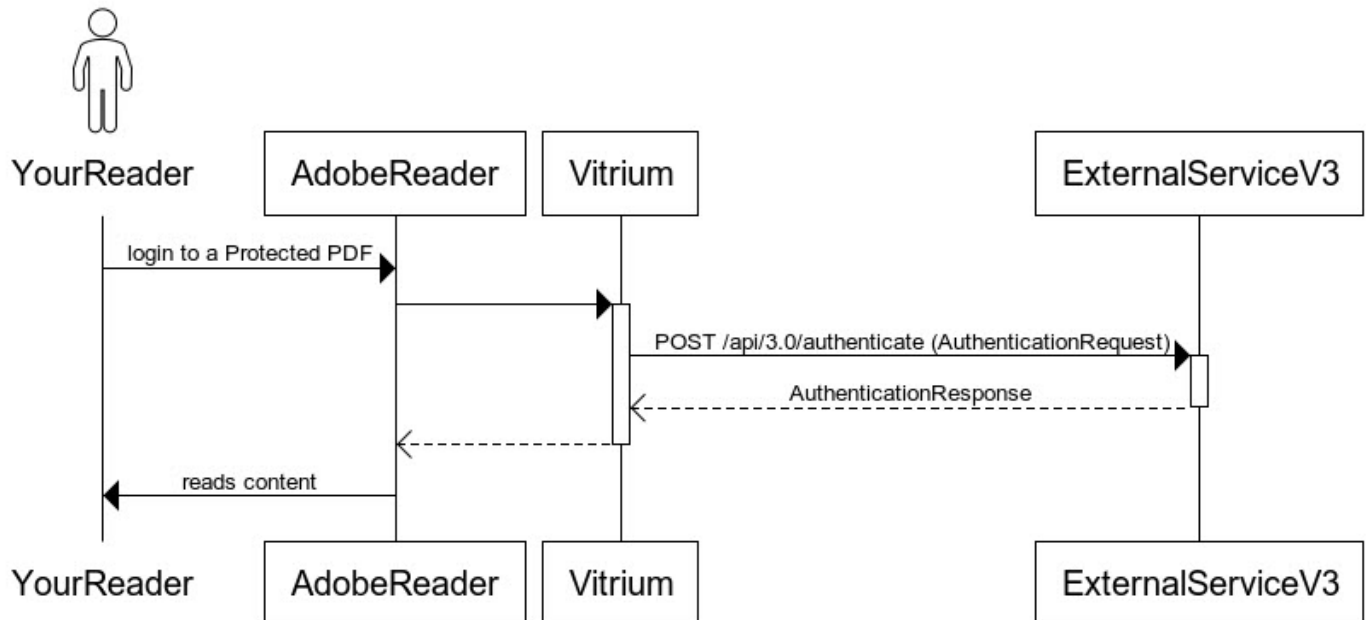 YourReader
AdobeReader
Vitrium
ExternalServiceV3
login to a Protected PDF
POST /api/3.0/authenticate (AuthenticationRequest)
AuthenticationResponse
reads content
YourReader
AdobeReader
Vitrium
ExternalServiceV3